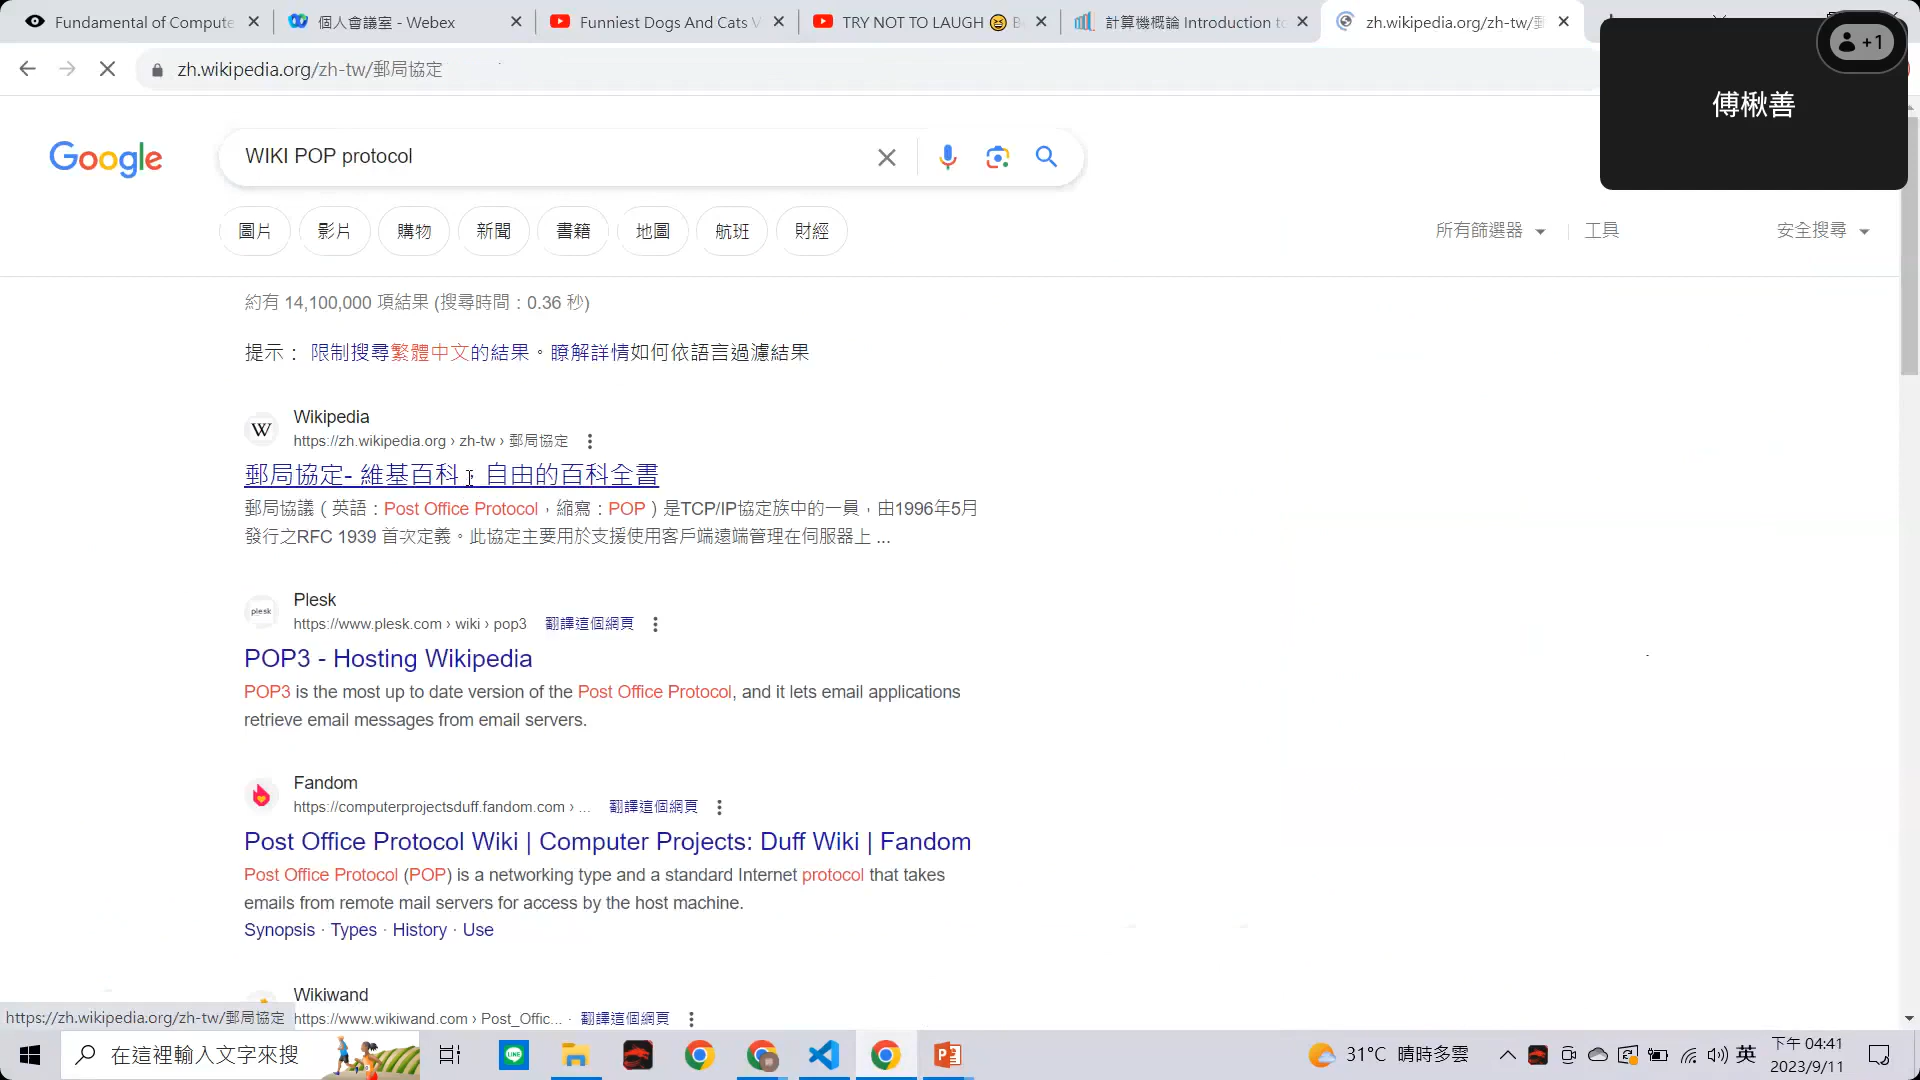 Fundamental of Compute
個人會議室 - Webex
Funniest Dogs And Cats V
TRY NOT TO LAUGH 😆 B
計算機概論 Introduction to
zh.wikipedia.org/zh-tw/郵
zh.wikipedia.org/zh-tw/郵局協定
+1
傅楸善
Google
WIKI POP protocol
圖片
影片
購物
新聞
書籍
地圖
航班
財經
所有篩選器
工具
安全搜尋
約有 14,100,000 項結果 (搜尋時間：0.36 秒)
提示： 限制搜尋繁體中文的結果。瞭解詳情如何依語言過濾結果
W
Wikipedia
https://zh.wikipedia.org › zh-tw › 郵局協定
郵局協定- 維基百科，自由的百科全書
郵局協議（英語：Post Office Protocol，縮寫：POP）是TCP/IP協定族中的一員，由1996年5月
發行之RFC 1939 首次定義。此協定主要用於支援使用客戶端遠端管理在伺服器上 ...
plesk
Plesk
https://www.plesk.com › wiki › pop3
翻譯這個網頁
POP3 - Hosting Wikipedia
POP3 is the most up to date version of the Post Office Protocol, and it lets email applications
retrieve email messages from email servers.
Fandom
https://computerprojectsduff.fandom.com › ...
翻譯這個網頁
Post Office Protocol Wiki | Computer Projects: Duff Wiki | Fandom
Post Office Protocol (POP) is a networking type and a standard Internet protocol that takes
emails from remote mail servers for access by the host machine.
Synopsis · Types · History · Use
Wikiwand
https://www.wikiwand.com › Post_Offic... · 翻譯這個網頁
https://zh.wikipedia.org/zh-tw/郵局協定
在這裡輸入文字來搜
LINE
31°C 晴時多雲
英
下午 04:41
2023/9/11